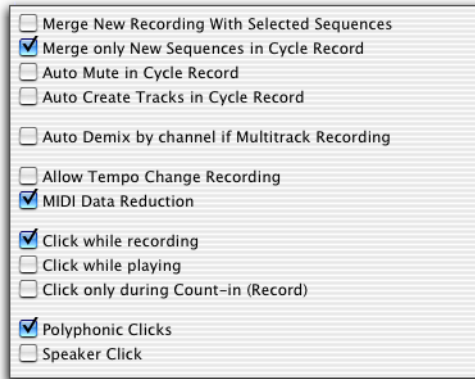 Merge New Recording With Selected Sequences
Merge only New Sequences in Cycle Record
Auto Mute in Cycle Record
Auto Create Tracks in Cycle Record
Auto Demix by channel if Multitrack Recording
Allow Tempo Change Recording
MIDI Data Reduction
Click while recording
Click while playing
Click only during Count-in (Record)
Polyphonic Clicks
Speaker Click